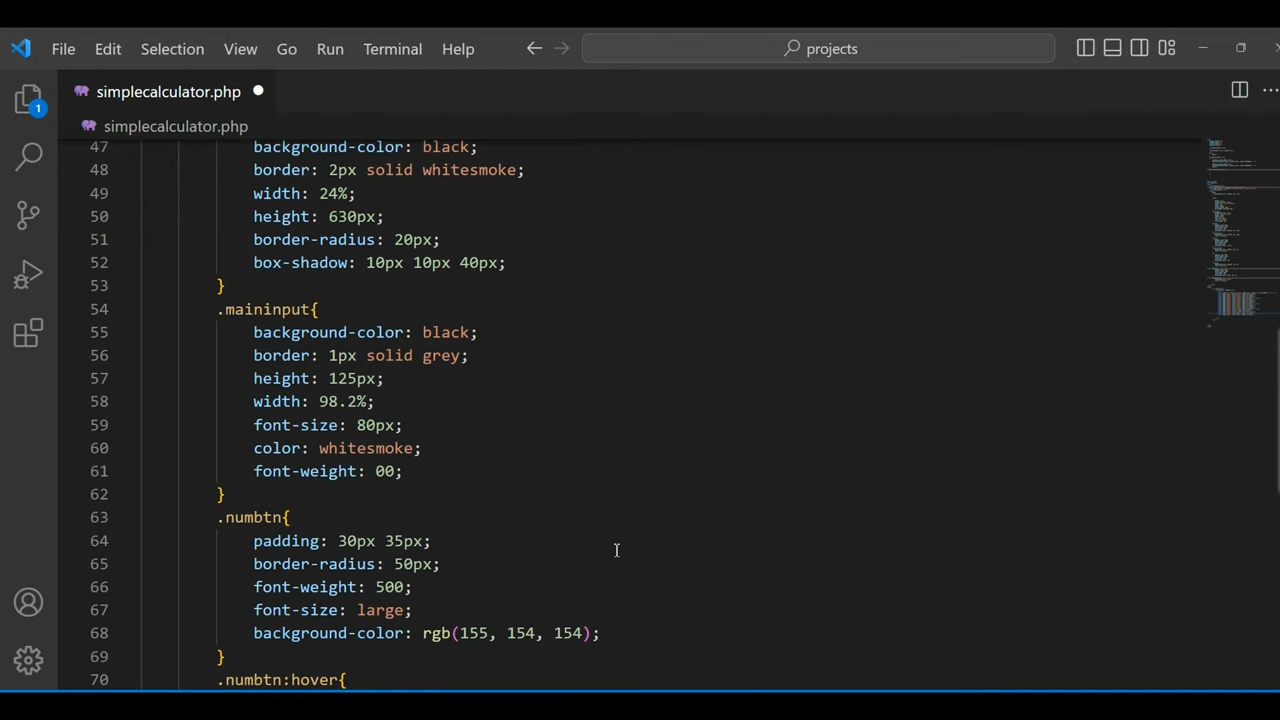 File Edit Selection View Go Run Terminal Help projects
1 simplecalculator.php
simplecalculator.php
47 background-color: black;
48 border: 2px solid whitesmoke;
49 width: 24%;
50 height: 630px;
51 border-radius: 20px;
52 box-shadow: 10px 10px 40px;
53 }
54 .maininput{
55 background-color: black;
56 border: 1px solid grey;
57 height: 125px;
58 width: 98.2%;
59 font-size: 80px;
60 color: whitesmoke;
61 font-weight: 00;
62 }
63 .numbtn{
64 padding: 30px 35px;
65 border-radius: 50px;
66 font-weight: 500;
67 font-size: large;
68 background-color: rgb(155, 154, 154);
69 }
70 .numbtn:hover{